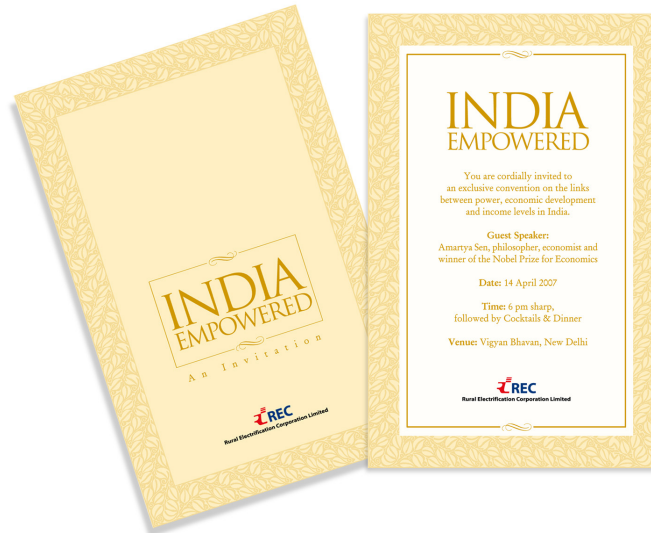 INDIA
EMPOWERED
An Invitation
REC
Rural Electrification Corporation Limited
INDIA
EMPOWERED
You are cordially invited to
an exclusive convention on the links
between power, economic development
and income levels in India.
Guest Speaker:
Amartya Sen, philosopher, economist and
winner of the Nobel Prize for Economics
Date: 14 April 2007
Time: 6 pm sharp,
followed by Cocktails & Dinner
Venue: Vigyan Bhavan, New Delhi
REC
Rural Electrification Corporation Limited